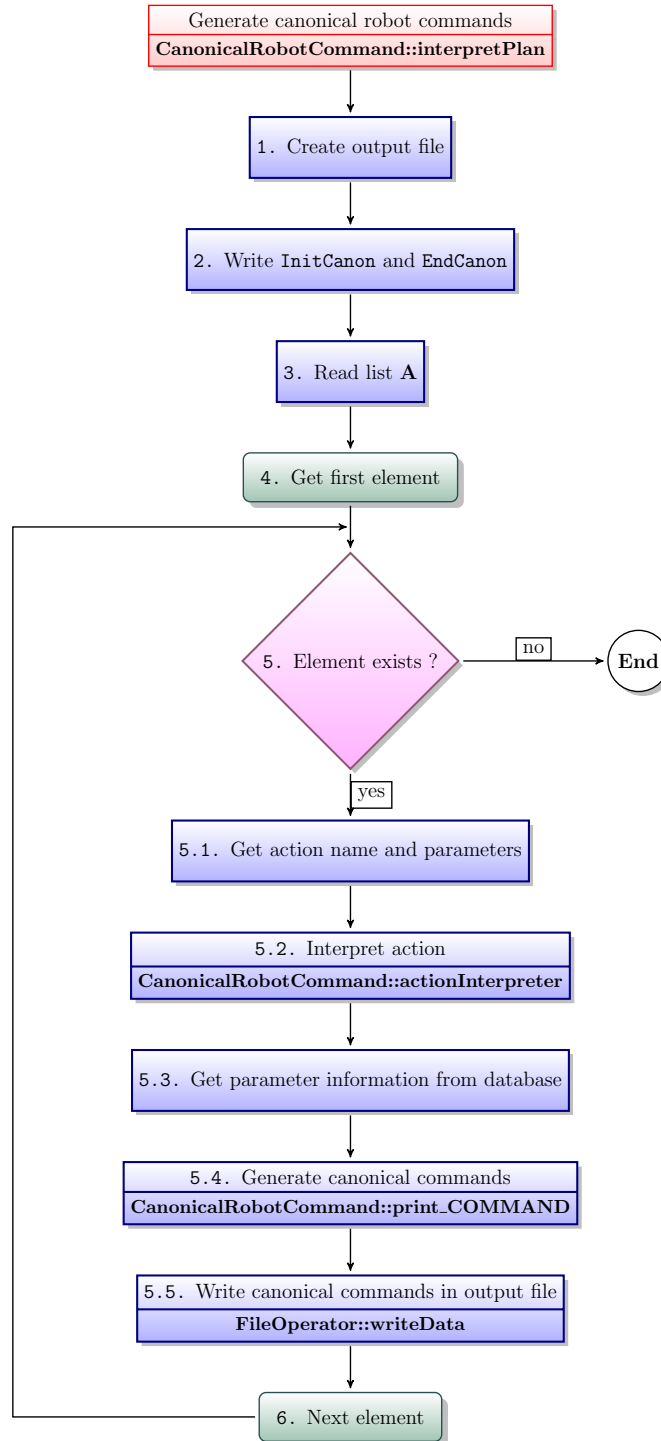 Generate canonical robot commands
CanonicalRobotCommand::interpretPlan
1. Create output file
2. Write InitCanon and EndCanon
3. Read list A
4. Get first element
5. Element exists ?
no
End
yes
5.1. Get action name and parameters
5.2. Interpret action
CanonicalRobotCommand::actionInterpreter
5.3. Get parameter information from database
5.4. Generate canonical commands
CanonicalRobotCommand::print_COMMAND
5.5. Write canonical commands in output file
FileOperator::writeData
6. Next element